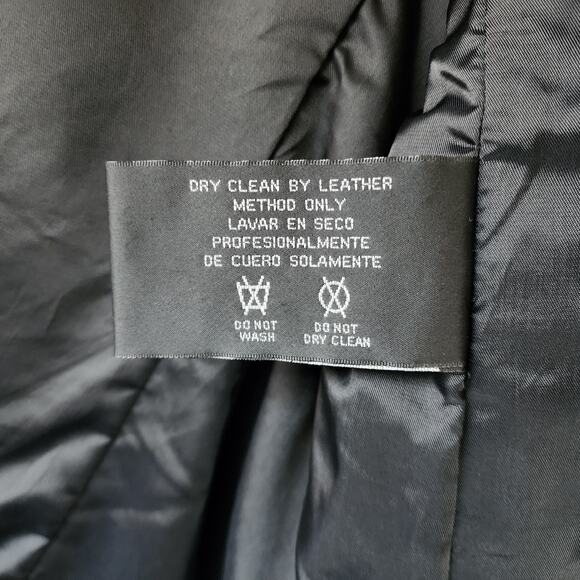 DRY CLEAN BY LEATHER
METHOD ONLY
LAVAR EN SECO
PROFESIONALMENTE
DE CUERO SOLAMENTE
DO NOT
WASH
DO NOT
DRY CLEAN